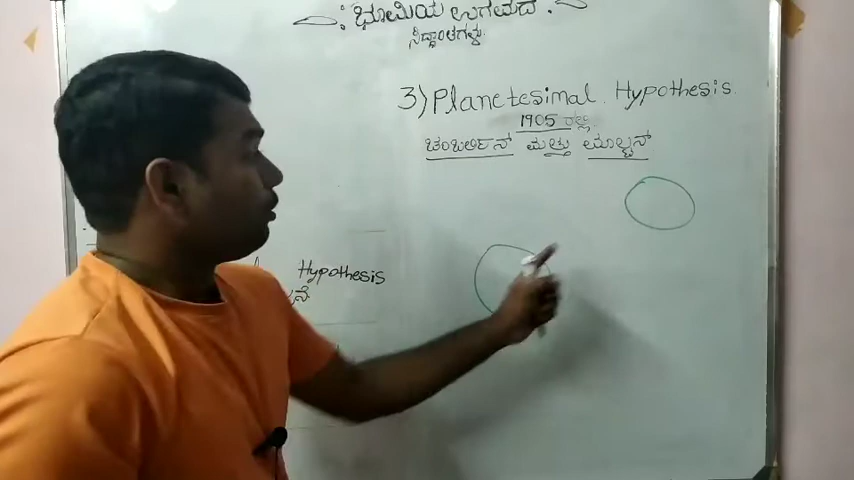 ಭೂಮಿಯ ಉಗಮದ
ಸಿದ್ಧಾಂತಗಳು
3) Planetesimal Hypothesis
1905 ರಲ್ಲಿ
ಚಂಬರ್ಲಿನ್ ಮತ್ತು ಮೌಲ್ಟನ್
Hypothesis